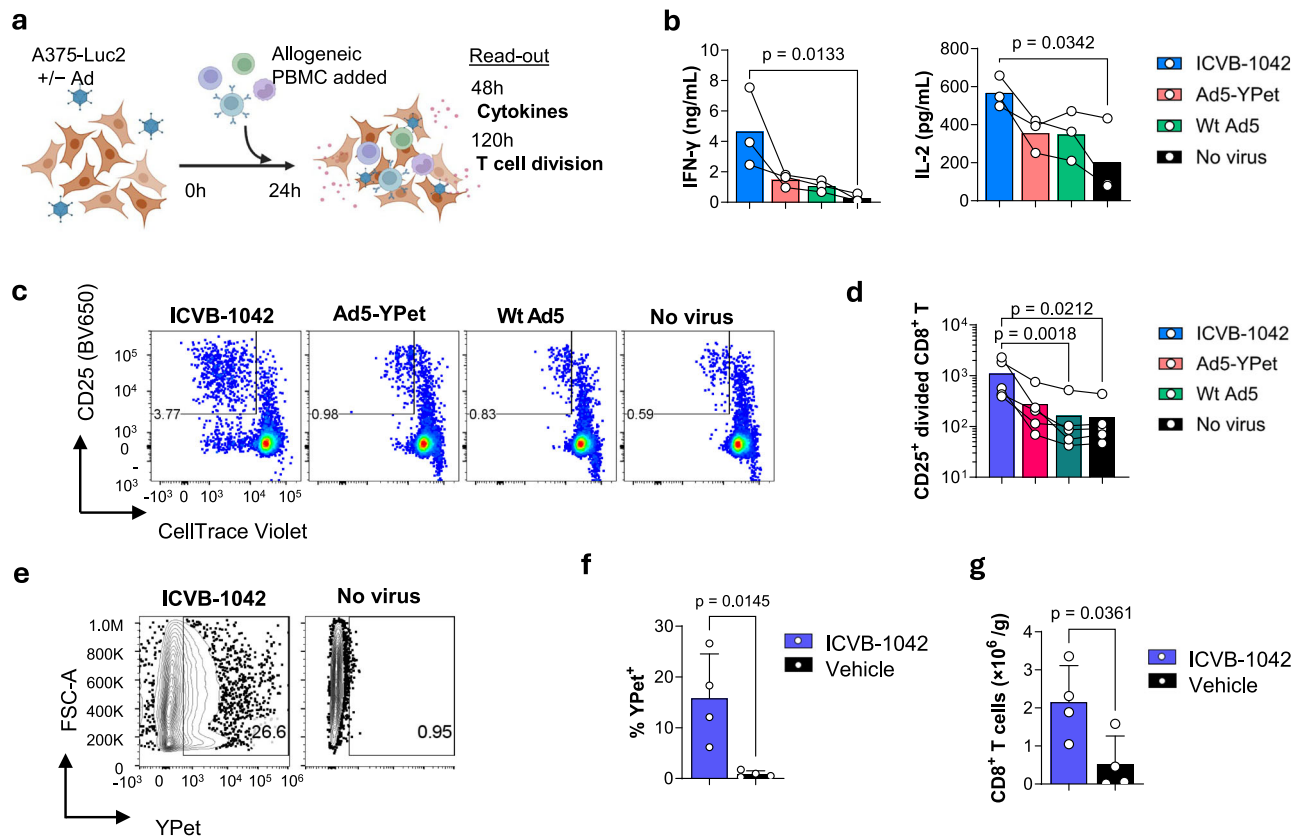 a
A375-Luc2
+/− Ad
Allogeneic
PBMC added
0h
24h
Read-out
48h
Cytokines
120h
T cell division
b
p = 0.0133
IFN-γ (ng/mL)
10
8
6
4
2
0
p = 0.0342
IL-2 (pg/mL)
800
600
400
200
0
ICVB-1042
Ad5-YPet
Wt Ad5
No virus
c
CD25 (BV650)
ICVB-1042
Ad5-YPet
Wt Ad5
No virus
10⁵
10⁴
10³
0
10³
3.77
0.98
0.83
0.59
-10³ 0 10³ 10⁴ 10⁵
CellTrace Violet
d
p = 0.0212
p = 0.0018
CD25⁺ divided CD8⁺ T
10⁴
10³
10²
10¹
ICVB-1042
Ad5-YPet
Wt Ad5
No virus
e
ICVB-1042
No virus
FSC-A
1.0M
800K
600K
400K
200K
0
26.6
0.95
-10³ 0 10³ 10⁴ 10⁵ 10⁶
YPet
f
p = 0.0145
% YPet⁺
30
20
10
0
ICVB-1042
Vehicle
g
p = 0.0361
CD8⁺ T cells (×10⁶/g)
5
4
3
2
1
0
ICVB-1042
Vehicle